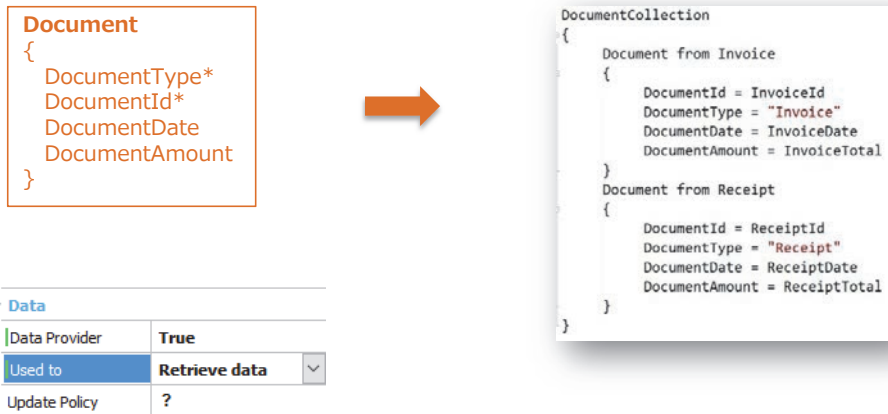 Document
{
DocumentType*
DocumentId*
DocumentDate
DocumentAmount
}
DocumentCollection
{
Document from Invoice
{
DocumentId = InvoiceId
DocumentType = "Invoice"
DocumentDate = InvoiceDate
DocumentAmount = InvoiceTotal
}
Document from Receipt
{
DocumentId = ReceiptId
DocumentType = "Receipt"
DocumentDate = ReceiptDate
DocumentAmount = ReceiptTotal
}
}
Data
Data Provider True
Used to Retrieve data
Update Policy ?